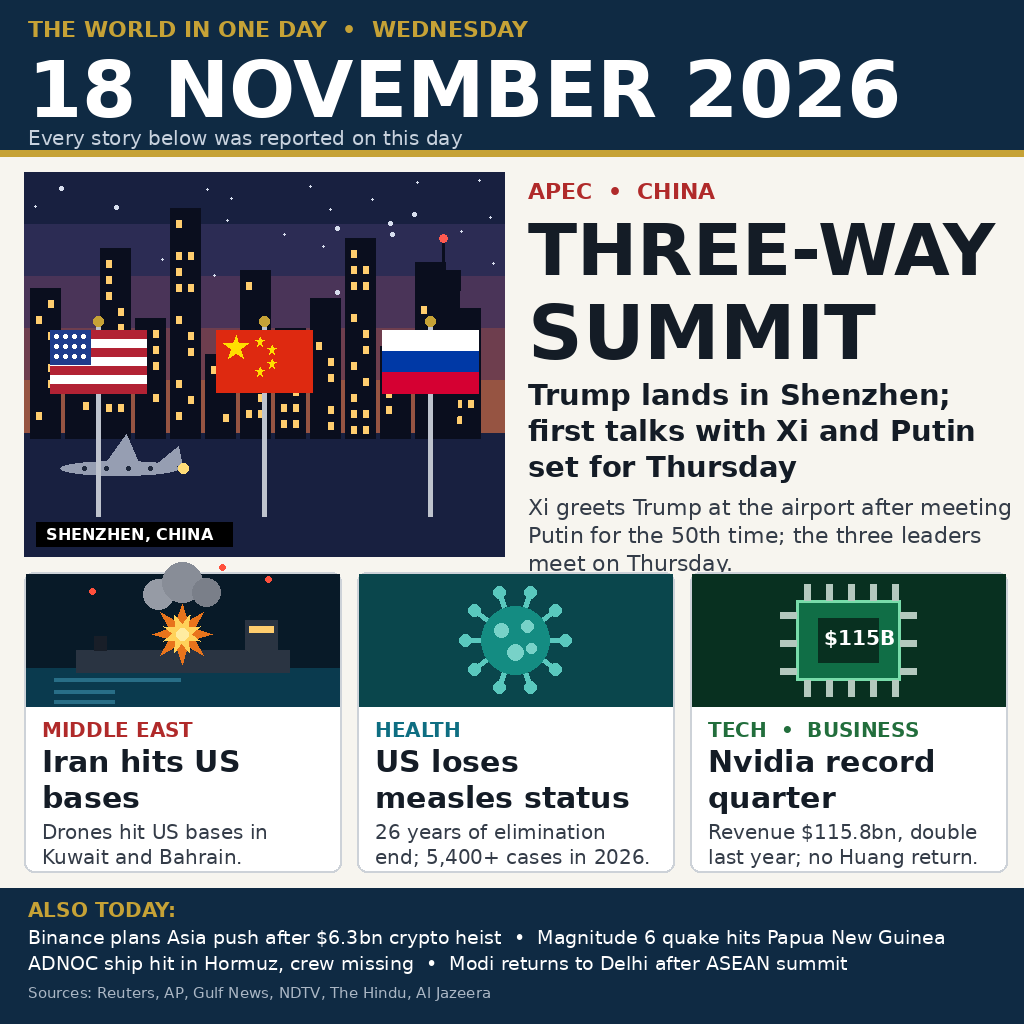 THE WORLD IN ONE DAY • WEDNESDAY
18 NOVEMBER 2026
Every story below was reported on this day
SHENZHEN, CHINA
APEC • CHINA
THREE-WAY
SUMMIT
Trump lands in Shenzhen;
first talks with Xi and Putin
set for Thursday
Xi greets Trump at the airport after meeting
Putin for the 50th time; the three leaders
meet on Thursday.
MIDDLE EAST
Iran hits US
bases
Drones hit US bases in
Kuwait and Bahrain.
HEALTH
US loses
measles status
26 years of elimination
end; 5,400+ cases in 2026.
$115B
TECH • BUSINESS
Nvidia record
quarter
Revenue $115.8bn, double
last year; no Huang return.
ALSO TODAY:
Binance plans Asia push after $6.3bn crypto heist • Magnitude 6 quake hits Papua New Guinea
ADNOC ship hit in Hormuz, crew missing • Modi returns to Delhi after ASEAN summit
Sources: Reuters, AP, Gulf News, NDTV, The Hindu, Al Jazeera